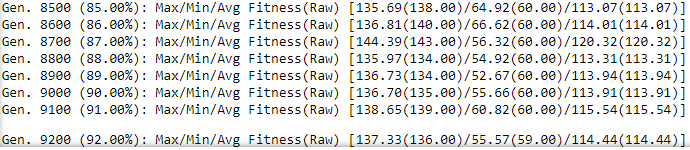 Gen. 8500 (85.00%): Max/Min/Avg Fitness(Raw) [135.69(138.00)/64.92(60.00)/113.07(113.07)]
Gen. 8600 (86.00%): Max/Min/Avg Fitness(Raw) [136.81(140.00)/66.62(60.00)/114.01(114.01)]
Gen. 8700 (87.00%): Max/Min/Avg Fitness(Raw) [144.39(143.00)/56.32(60.00)/120.32(120.32)]
Gen. 8800 (88.00%): Max/Min/Avg Fitness(Raw) [135.97(134.00)/54.92(60.00)/113.31(113.31)]
Gen. 8900 (89.00%): Max/Min/Avg Fitness(Raw) [136.73(134.00)/52.67(60.00)/113.94(113.94)]
Gen. 9000 (90.00%): Max/Min/Avg Fitness(Raw) [136.70(135.00)/55.66(60.00)/113.91(113.91)]
Gen. 9100 (91.00%): Max/Min/Avg Fitness(Raw) [138.65(139.00)/60.82(60.00)/115.54(115.54)]
Gen. 9200 (92.00%): Max/Min/Avg Fitness(Raw) [137.33(136.00)/55.57(59.00)/114.44(114.44)]